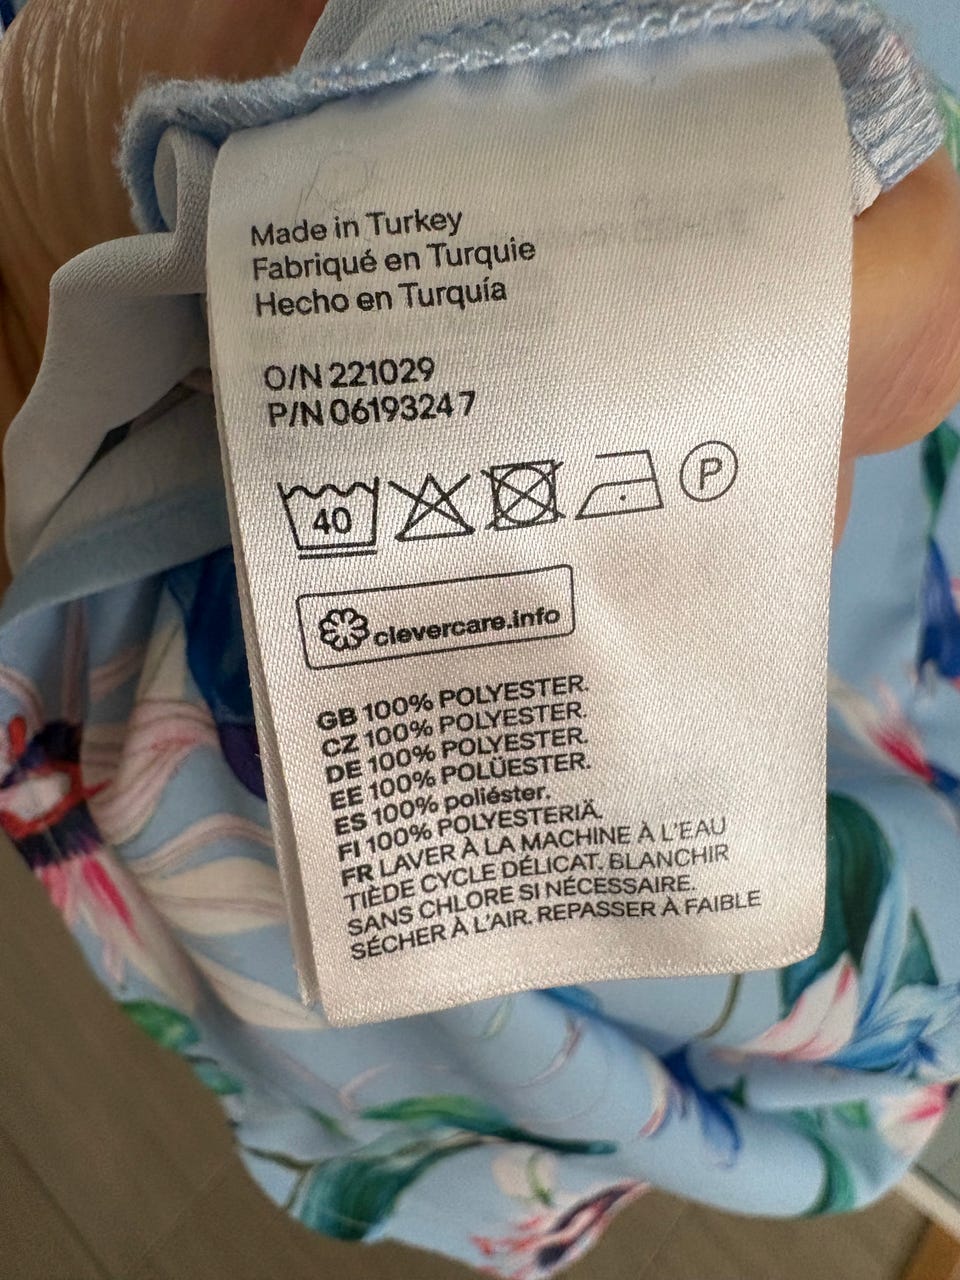 Made in Turkey
Fabriqué en Turquie
Hecho en Turquía
O/N 221029
P/N 06193247
40
P
clevercare.info
GB 100% POLYESTER.
CZ 100% POLYESTER.
DE 100% POLYESTER.
EE 100% POLÜESTER.
ES 100% poliéster.
FI 100% POLYESTERIÄ.
FR LAVER À LA MACHINE À L'EAU
TIÈDE CYCLE DÉLICAT. BLANCHIR
SANS CHLORE SI NÉCESSAIRE.
SÉCHER À L'AIR. REPASSER À FAIBLE